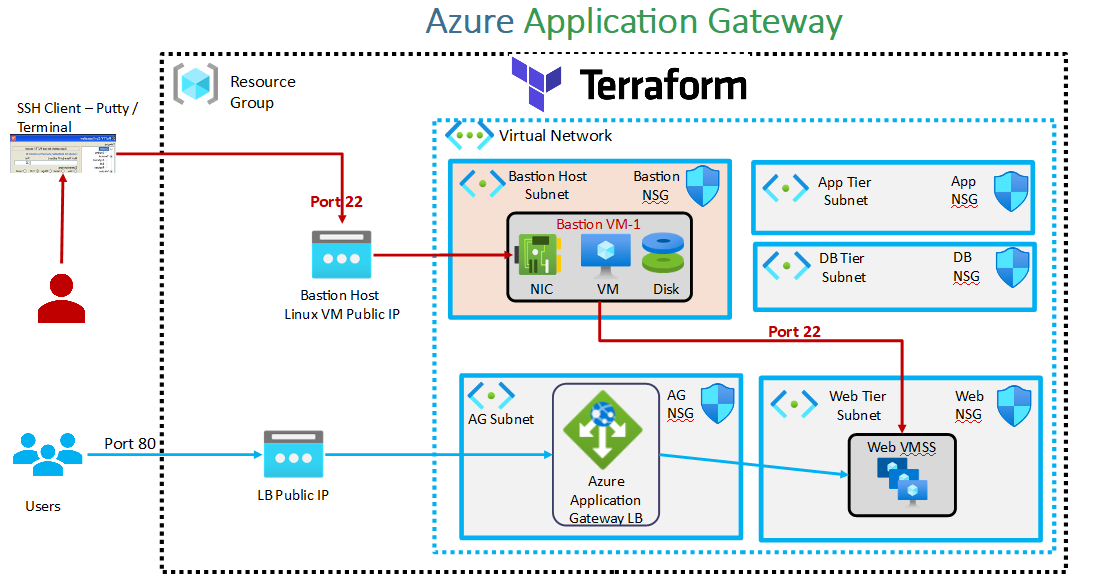 Azure Application Gateway
Terraform
Resource
Group
SSH Client – Putty /
Terminal
Virtual Network
Bastion Host
Subnet
Bastion
NSG
App Tier
Subnet
App
NSG
Port 22
Bastion VM-1
NIC
VM
Disk
DB Tier
Subnet
DB
NSG
Bastion Host
Linux VM Public IP
Port 22
AG Subnet
AG
NSG
Web Tier
Subnet
Web
NSG
Port 80
Web VMSS
Users
LB Public IP
Azure
Application
Gateway LB